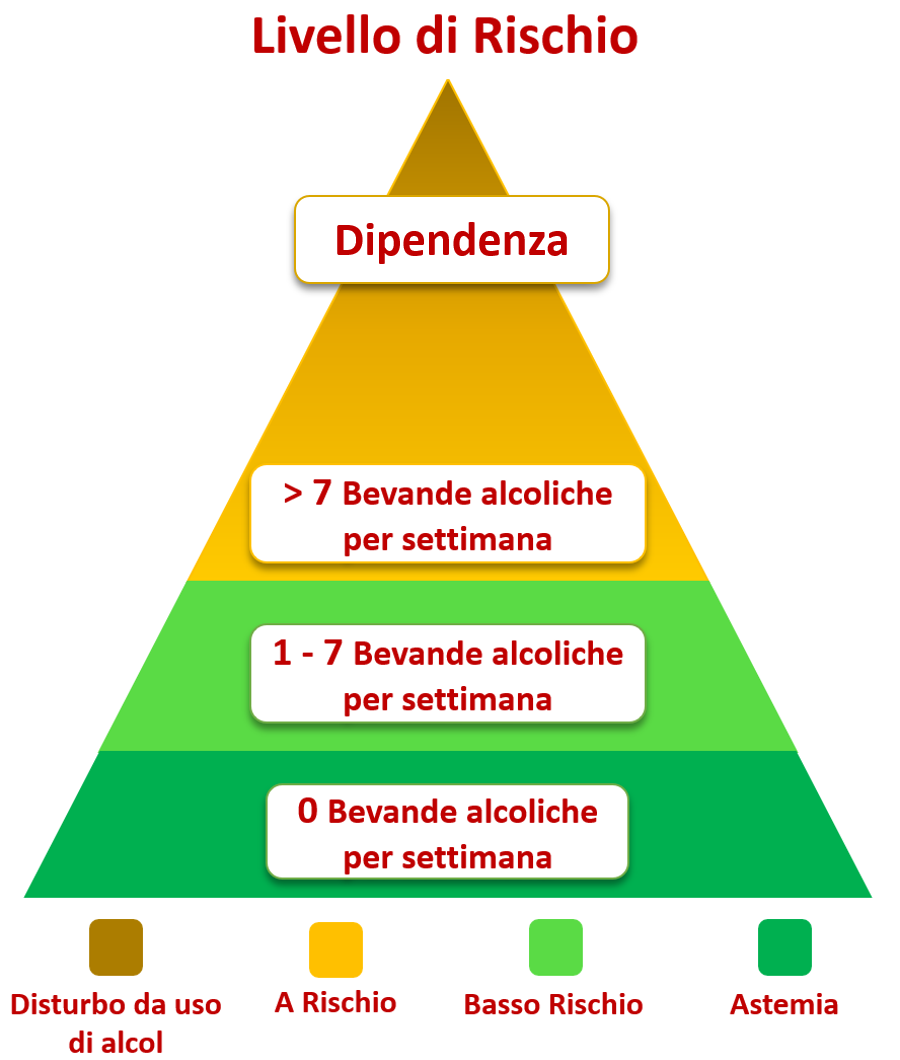 Livello di Rischio
Dipendenza
> 7 Bevande alcoliche
per settimana
1 - 7 Bevande alcoliche
per settimana
0 Bevande alcoliche
per settimana
Disturbo da uso
di alcol
A Rischio
Basso Rischio
Astemia